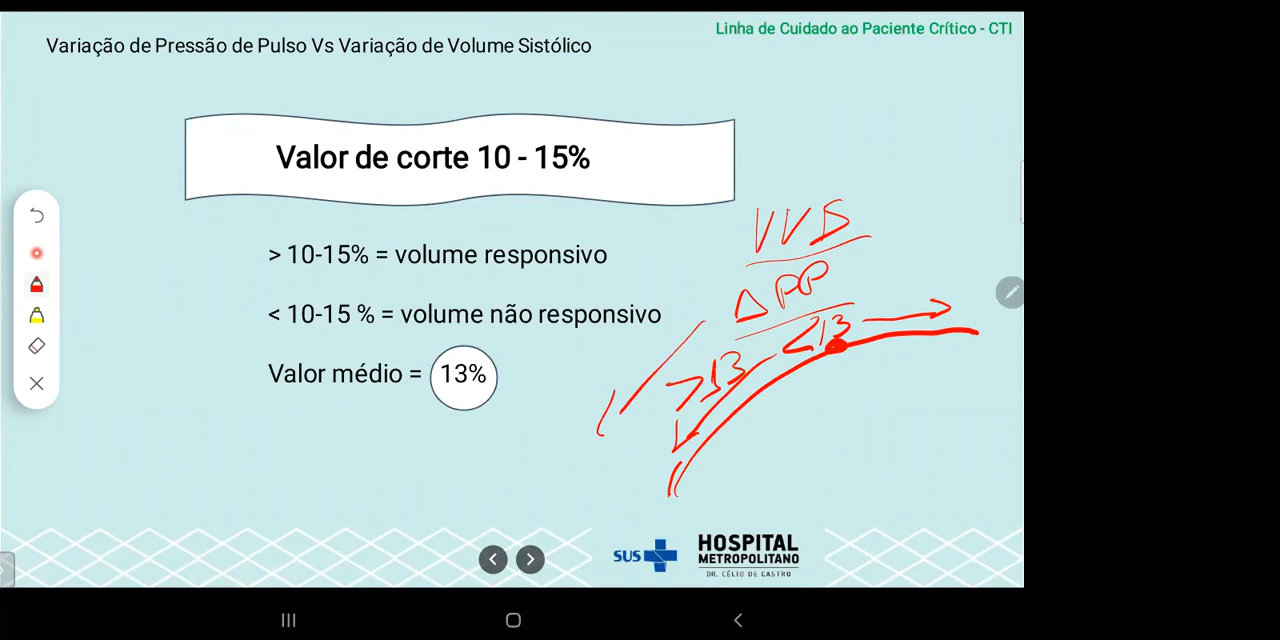 Linha de Cuidado ao Paciente Crítico - CTI
Variação de Pressão de Pulso Vs Variação de Volume Sistólico
Valor de corte 10 - 15%
> 10-15% = volume responsivo
< 10-15 % = volume não responsivo
Valor médio = 13%
VVS
Δ PP
>13 - <13
SUS
HOSPITAL
METROPOLITANO
DR. CÉLIO DE CASTRO